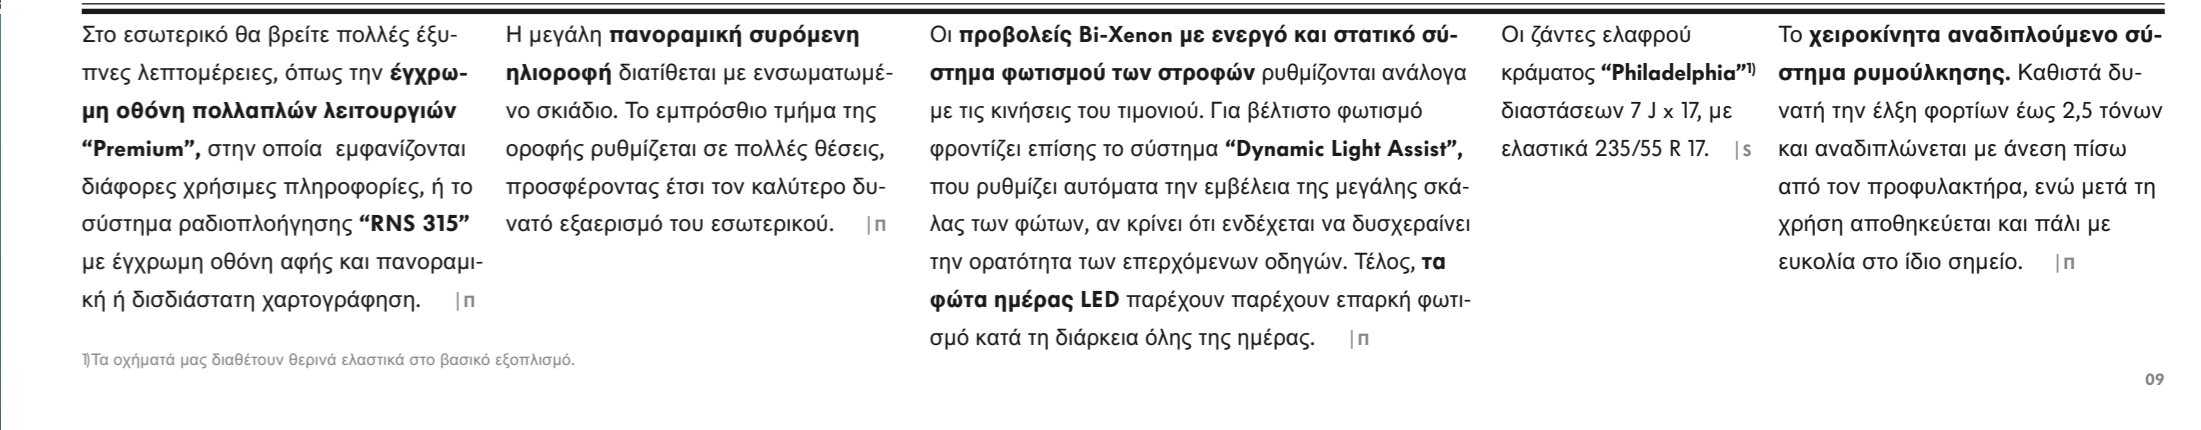 Στο εσωτερικό θα βρείτε πολλές έξυ-
πνες λεπτομέρειες, όπως την έγχρω-
μη οθόνη πολλαπλών λειτουργιών
“Premium”, στην οποία εμφανίζονται
διάφορες χρήσιμες πληροφορίες, ή το
σύστημα ραδιοπλοήγησης “RNS 315”
με έγχρωμη οθόνη αφής και πανοραμι-
κή ή δισδιάστατη χαρτογράφηση. |Π
Η μεγάλη πανοραμική συρόμενη
ηλιοροφή διατίθεται με ενσωματωμέ-
νο σκιάδιο. Το εμπρόσθιο τμήμα της
οροφής ρυθμίζεται σε πολλές θέσεις,
προσφέροντας έτσι τον καλύτερο δυ-
νατό εξαερισμό του εσωτερικού. |Π
Οι προβολείς Bi-Xenon με ενεργό και στατικό σύ-
στημα φωτισμού των στροφών ρυθμίζονται ανάλογα
με τις κινήσεις του τιμονιού. Για βέλτιστο φωτισμό
φροντίζει επίσης το σύστημα “Dynamic Light Assist”,
που ρυθμίζει αυτόματα την εμβέλεια της μεγάλης σκά-
λας των φώτων, αν κρίνει ότι ενδέχεται να δυσχεραίνει
την ορατότητα των επερχόμενων οδηγών. Τέλος, τα
φώτα ημέρας LED παρέχουν παρέχουν επαρκή φωτι-
σμό κατά τη διάρκεια όλης της ημέρας. |Π
Οι ζάντες ελαφρού
κράματος “Philadelphia”1)
διαστάσεων 7 J x 17, με
ελαστικά 235/55 R 17. |S
Το χειροκίνητα αναδιπλούμενο σύ-
στημα ρυμούλκησης. Καθιστά δυ-
νατή την έλξη φορτίων έως 2,5 τόνων
και αναδιπλώνεται με άνεση πίσω
από τον προφυλακτήρα, ενώ μετά τη
χρήση αποθηκεύεται και πάλι με
ευκολία στο ίδιο σημείο. |Π
1)Τα οχήματά μας διαθέτουν θερινά ελαστικά στο βασικό εξοπλισμό.
09